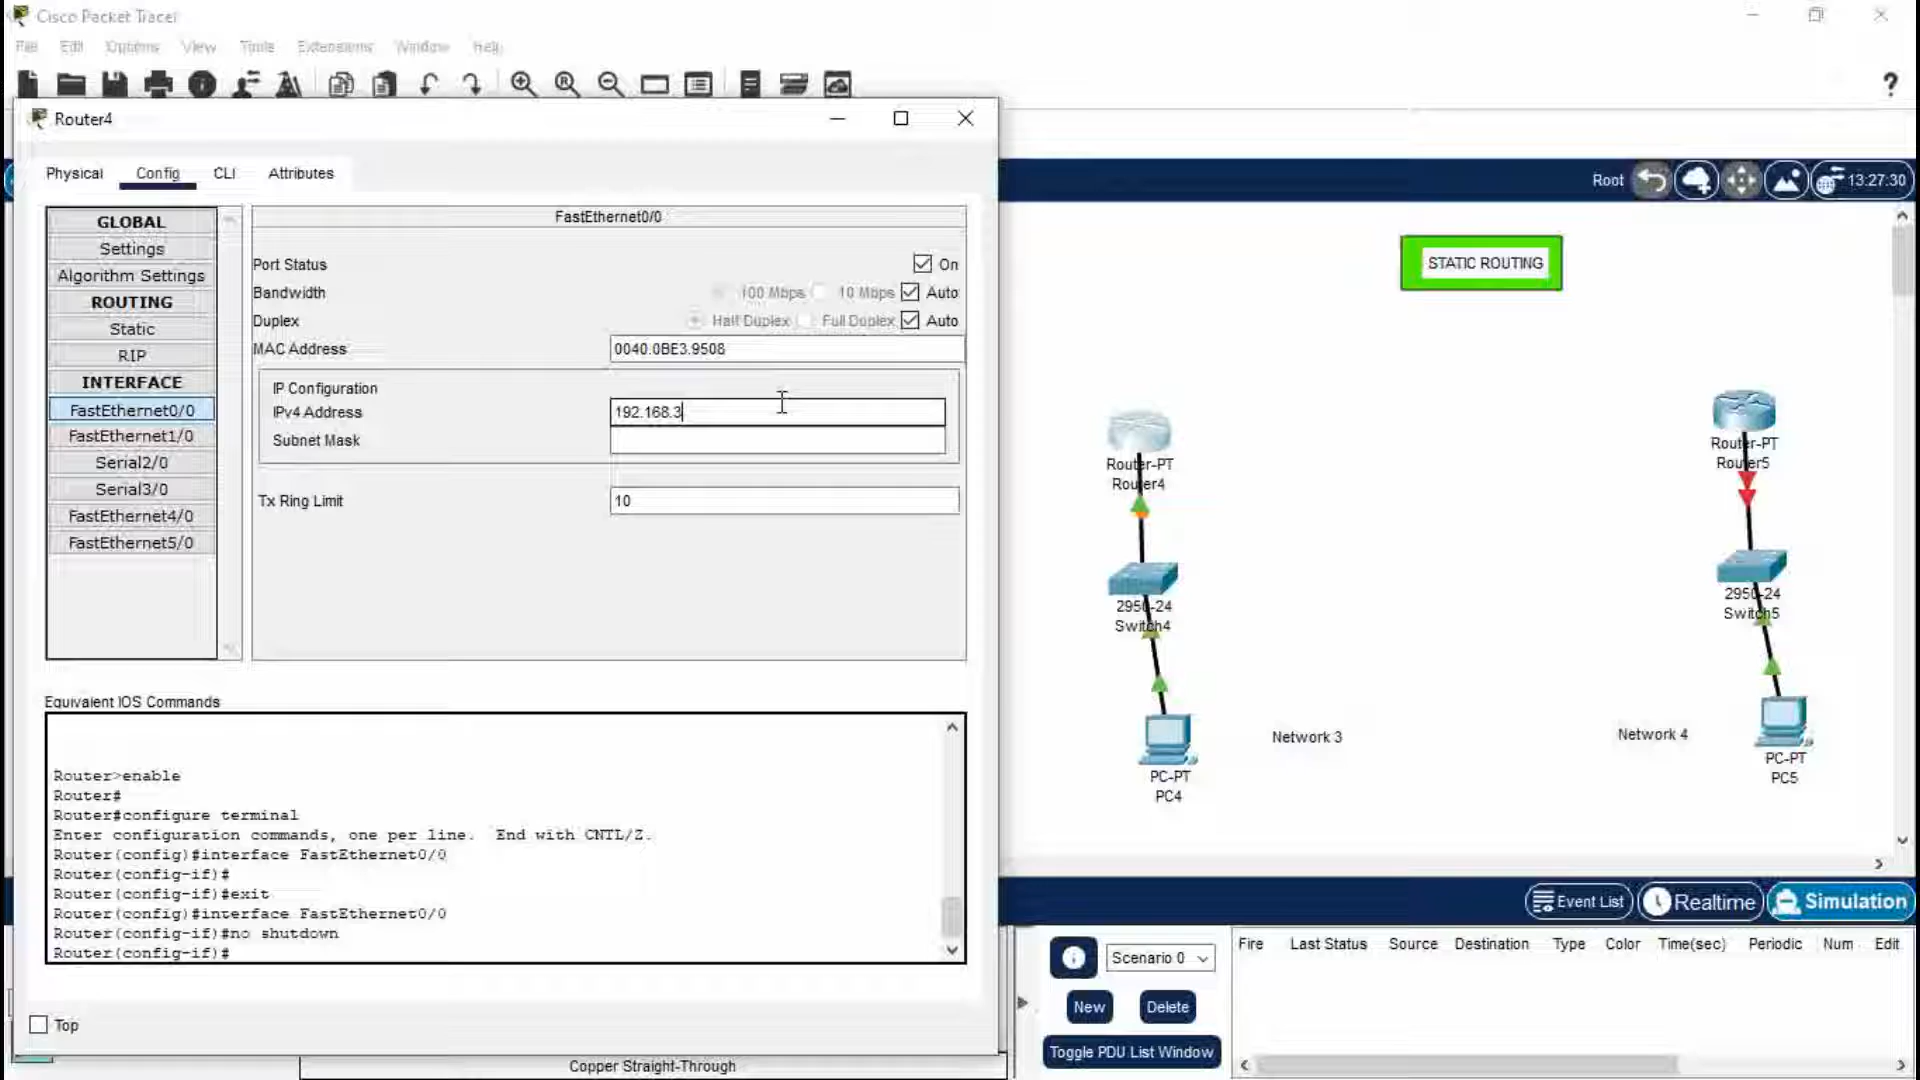 Cisco Packet Tracer
File Edit Options View Tools Extensions Window Help
?
Router4
Physical Config CLI Attributes
Root 13:27:30
GLOBAL
Settings
Algorithm Settings
ROUTING
Static
RIP
INTERFACE
FastEthernet0/0
FastEthernet1/0
Serial2/0
Serial3/0
FastEthernet4/0
FastEthernet5/0
FastEthernet0/0
Port Status On
Bandwidth 100 Mbps 10 Mbps Auto
Duplex Half Duplex Full Duplex Auto
MAC Address 0040.0BE3.9508
IP Configuration
IPv4 Address 192.168.3
Subnet Mask
Tx Ring Limit 10
Equivalent IOS Commands
Router>enable
Router#
Router#configure terminal
Enter configuration commands, one per line. End with CNTL/Z.
Router(config)#interface FastEthernet0/0
Router(config-if)#
Router(config-if)#exit
Router(config)#interface FastEthernet0/0
Router(config-if)#no shutdown
Router(config-if)#
Top
Copper Straight-Through
STATIC ROUTING
Router-PT
Router4
Router-PT
Router5
2950-24
Switch4
2950-24
Switch5
Network 3
Network 4
PC-PT
PC4
PC-PT
PC5
Event List Realtime Simulation
Scenario 0
New Delete
Toggle PDU List Window
Fire Last Status Source Destination Type Color Time(sec) Periodic Num Edit